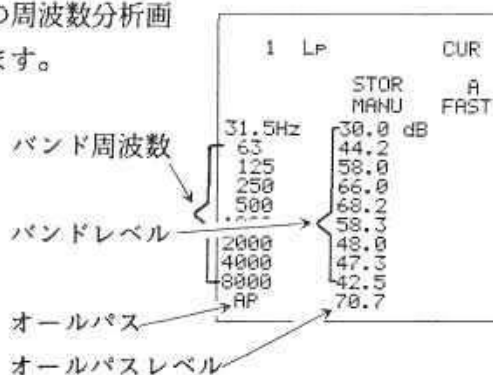 の周波数分析画
ます。
1 Lp CUR
STOR A
MANU FAST
31.5Hz 30.0 dB
63 44.2
125 58.0
250 66.0
500 68.2
58.3
2000 48.0
4000 47.3
8000 42.5
AP 70.7
バンド周波数
バンドレベル
オールパス
オールパスレベル